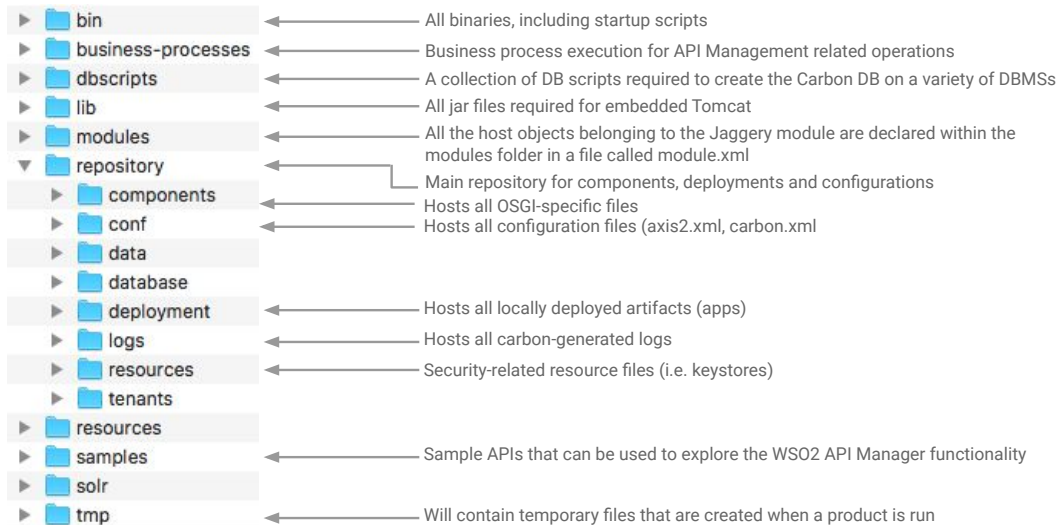 bin All binaries, including startup scripts
business-processes Business process execution for API Management related operations
dbscripts A collection of DB scripts required to create the Carbon DB on a variety of DBMSs
lib All jar files required for embedded Tomcat
modules All the host objects belonging to the Jaggery module are declared within the
modules folder in a file called module.xml
repository Main repository for components, deployments and configurations
components Hosts all OSGI-specific files
conf Hosts all configuration files (axis2.xml, carbon.xml
data
database
deployment Hosts all locally deployed artifacts (apps)
logs Hosts all carbon-generated logs
resources Security-related resource files (i.e. keystores)
tenants
resources
samples Sample APIs that can be used to explore the WSO2 API Manager functionality
solr
tmp Will contain temporary files that are created when a product is run